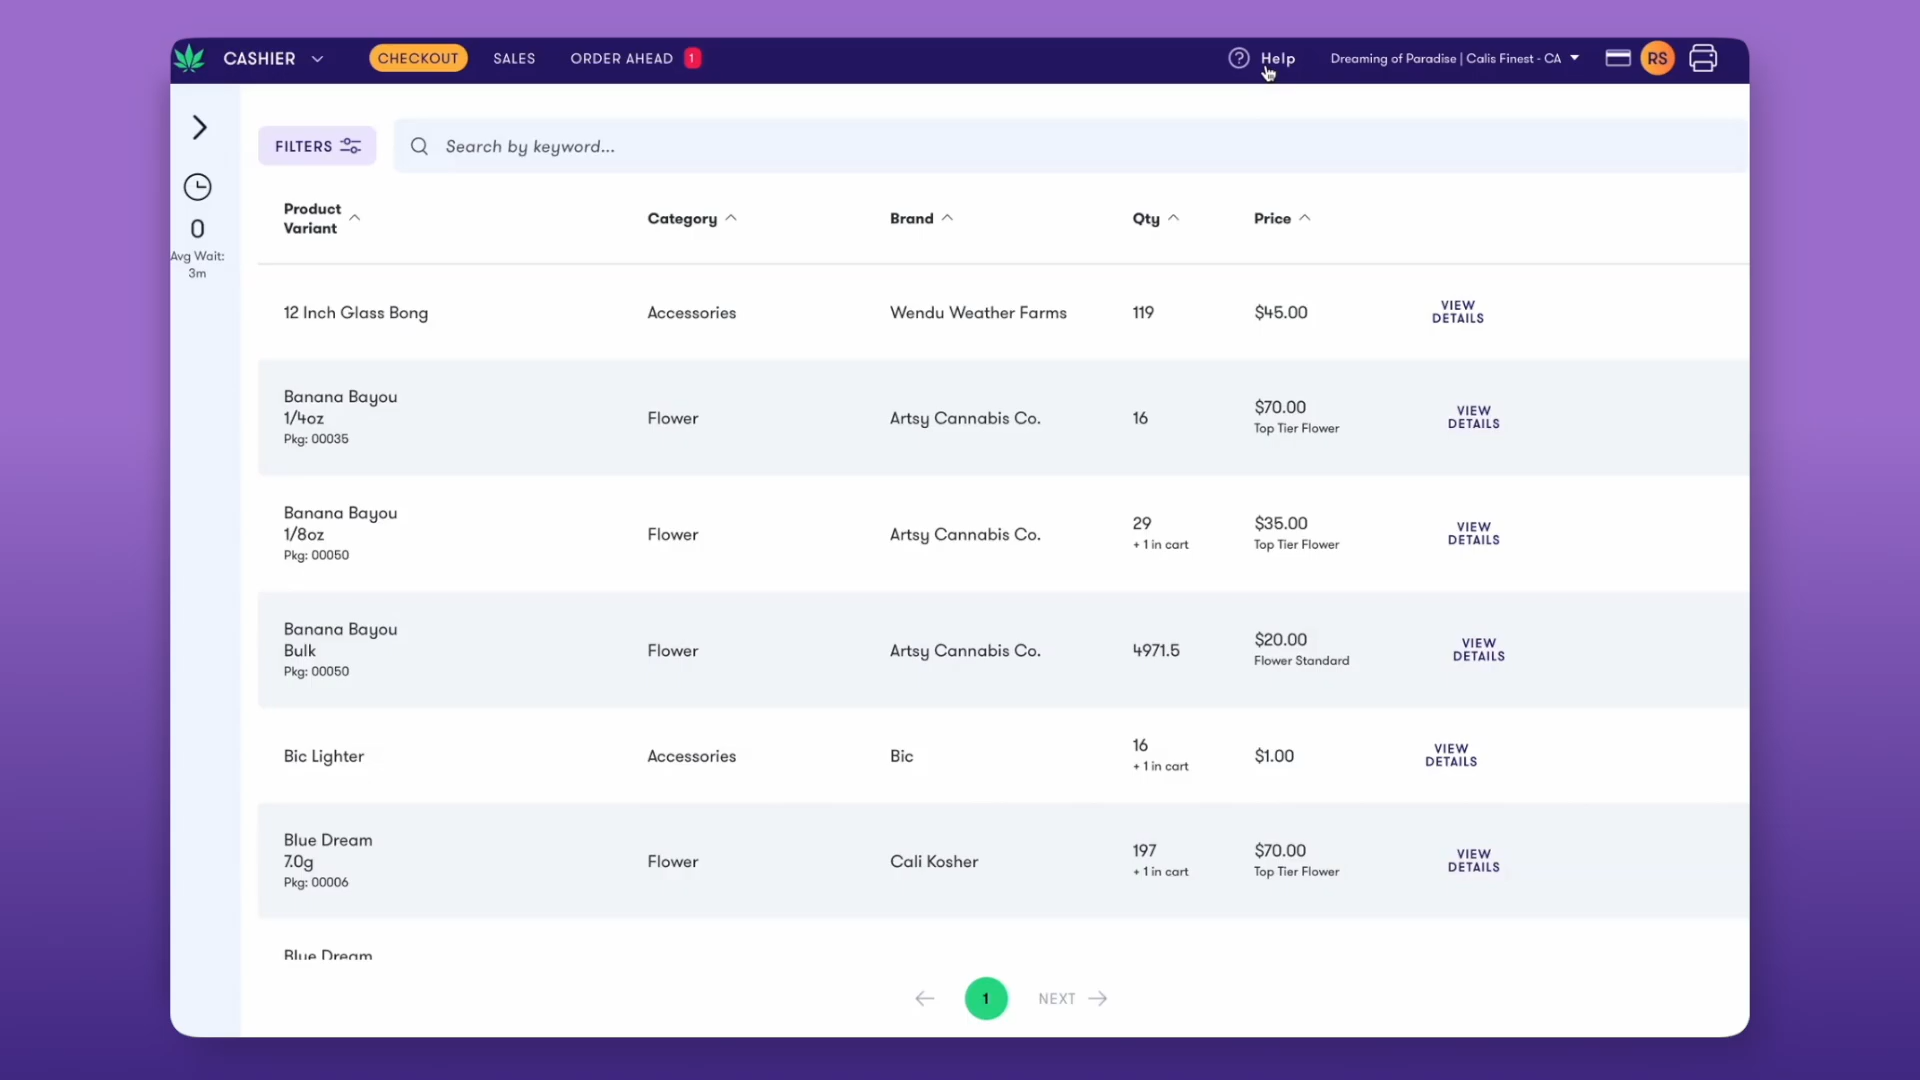 CASHIER
CHECKOUT
SALES
ORDER AHEAD 1
? Help
Dreaming of Paradise | Calis Finest - CA
RS
FILTERS
Search by keyword...
0
Avg Wait:
3m
Product
Variant
Category
Brand
Qty
Price
12 Inch Glass Bong
Accessories
Wendu Weather Farms
119
$45.00
VIEW
DETAILS
Banana Bayou
1/4oz
Pkg: 00035
Flower
Artsy Cannabis Co.
16
$70.00
Top Tier Flower
VIEW
DETAILS
Banana Bayou
1/8oz
Pkg: 00050
Flower
Artsy Cannabis Co.
29
+ 1 in cart
$35.00
Top Tier Flower
VIEW
DETAILS
Banana Bayou
Bulk
Pkg: 00050
Flower
Artsy Cannabis Co.
4971.5
$20.00
Flower Standard
VIEW
DETAILS
Bic Lighter
Accessories
Bic
16
+ 1 in cart
$1.00
VIEW
DETAILS
Blue Dream
7.0g
Pkg: 00006
Flower
Cali Kosher
197
+ 1 in cart
$70.00
Top Tier Flower
VIEW
DETAILS
Blue Dream
1
NEXT